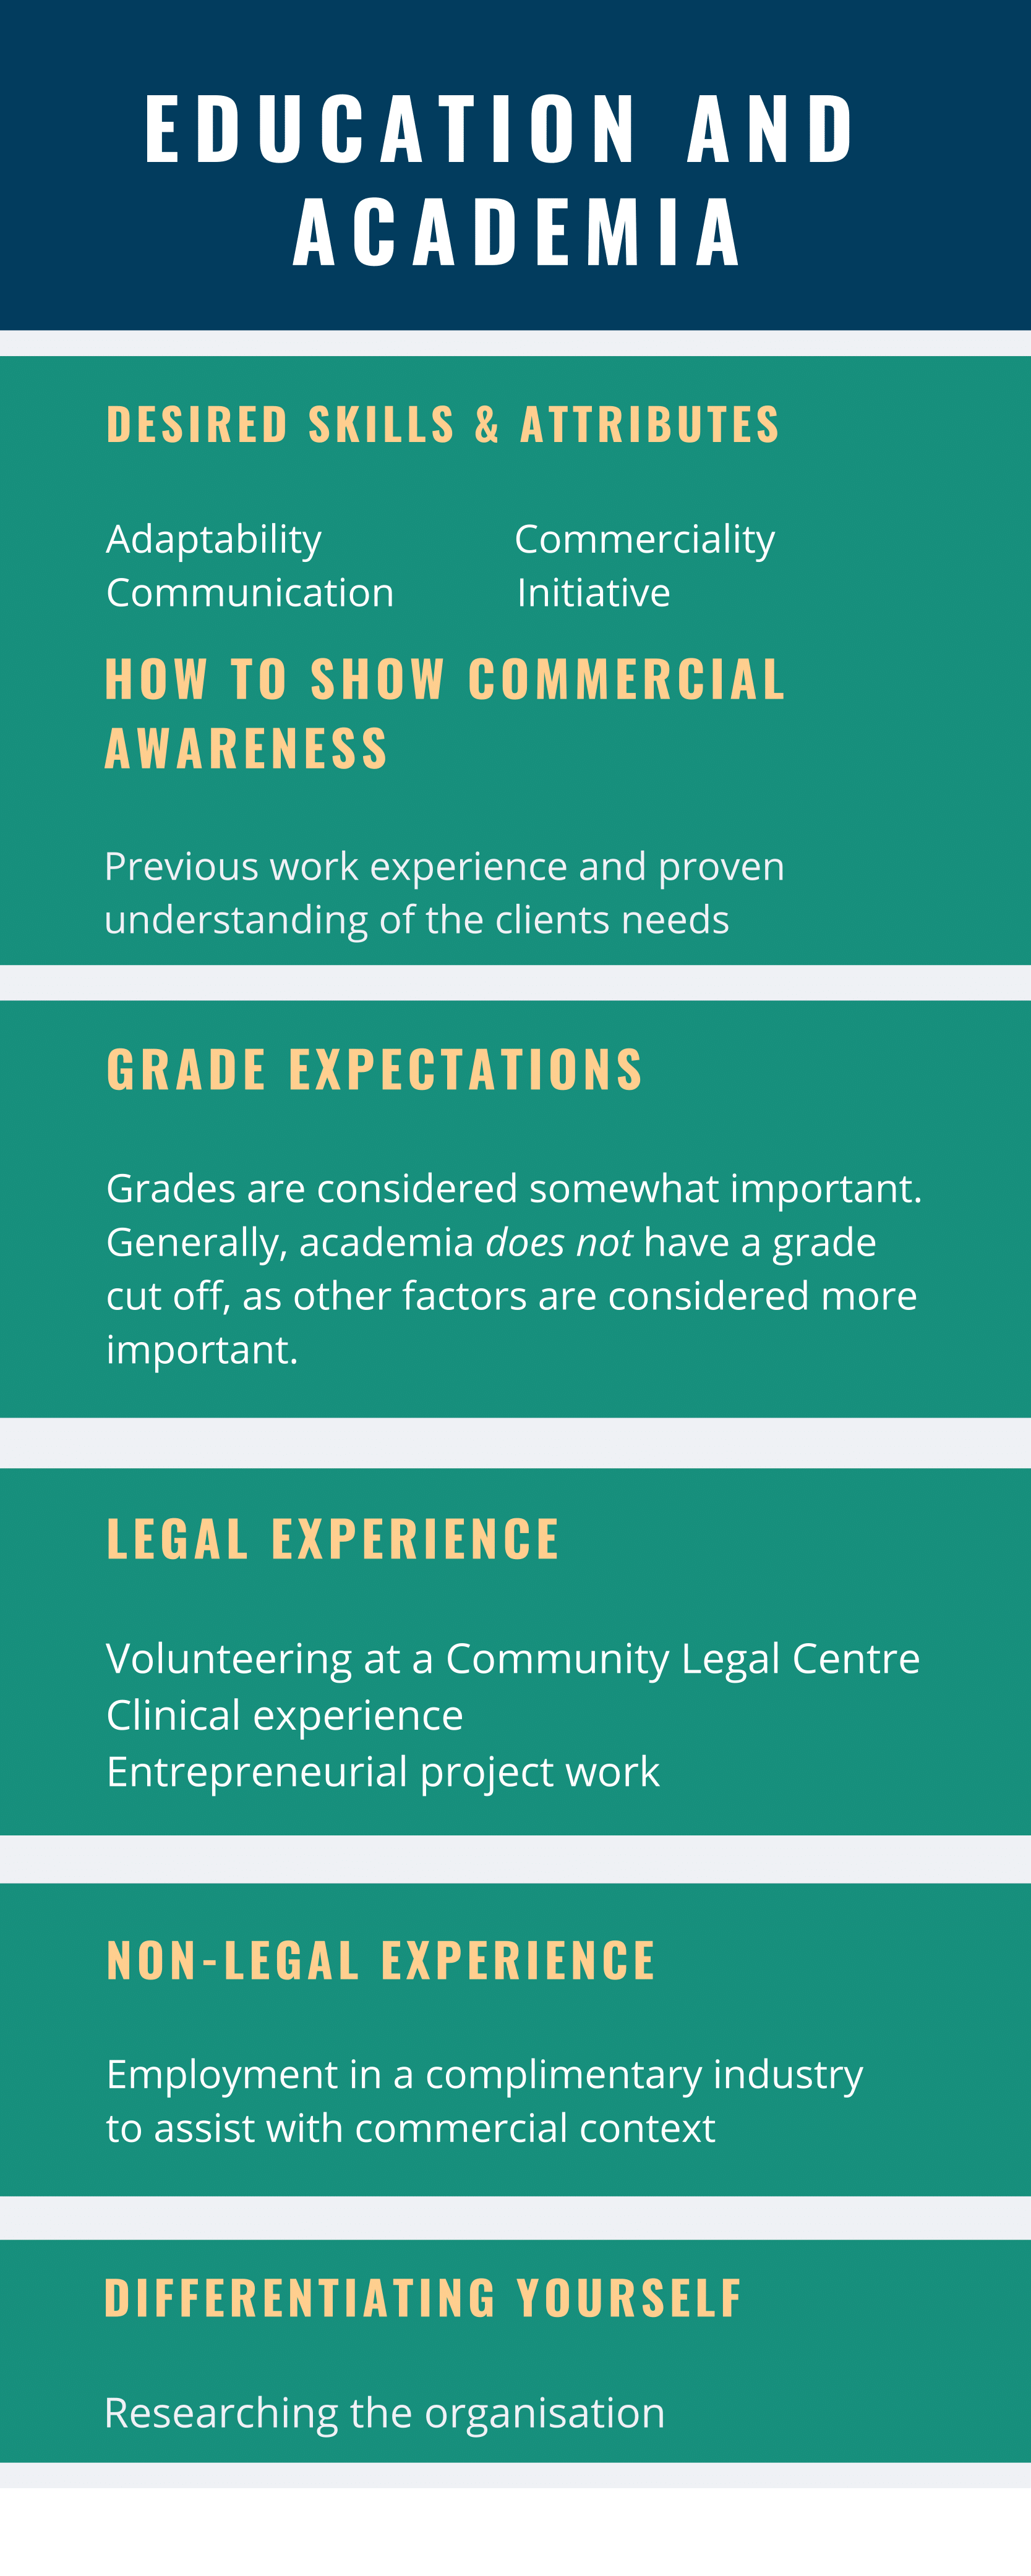 EDUCATION AND
ACADEMIA
DESIRED SKILLS & ATTRIBUTES
Adaptability Commerciality
Communication Initiative
HOW TO SHOW COMMERCIAL
AWARENESS
Previous work experience and proven
understanding of the clients needs
GRADE EXPECTATIONS
Grades are considered somewhat important.
Generally, academia does not have a grade
cut off, as other factors are considered more
important.
LEGAL EXPERIENCE
Volunteering at a Community Legal Centre
Clinical experience
Entrepreneurial project work
NON-LEGAL EXPERIENCE
Employment in a complimentary industry
to assist with commercial context
DIFFERENTIATING YOURSELF
Researching the organisation